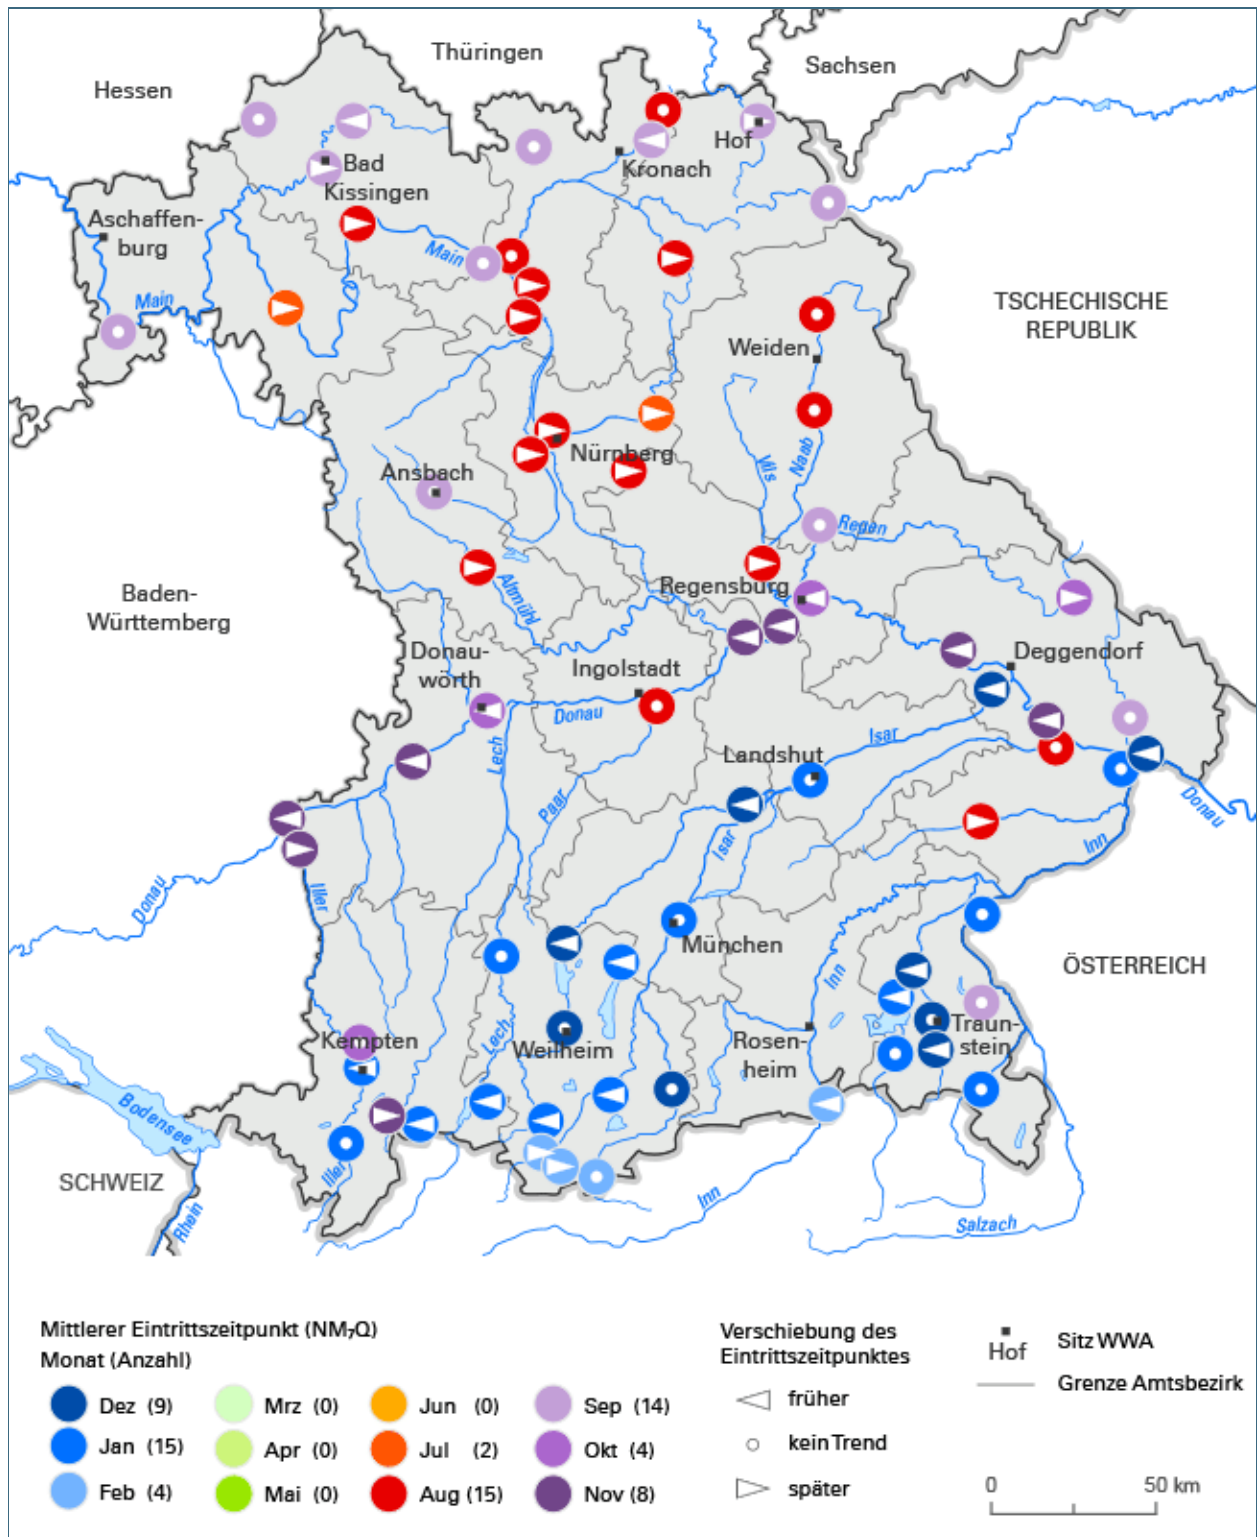 Thüringen
Sachsen
Hessen
Hof
Kronach
Bad
Kissingen
Aschaffen-
burg
Main
Main
TSCHECHISCHE
REPUBLIK
Weiden
Nürnberg
Ansbach
Vils
Naab
Regen
Altmühl
Regensburg
Baden-
Württemberg
Donau-
wörth
Ingolstadt
Deggendorf
Donau
Lech
Isar
Landshut
Paar
Isar
Donau
Inn
Donau
Iller
München
ÖSTERREICH
Inn
Kempten
Lech
Weilheim
Rosen-
heim
Traun-
stein
Bodensee
SCHWEIZ
Iller
Rhein
Inn
Salzach
Mittlerer Eintrittszeitpunkt (NM7Q)
Monat (Anzahl)
Dez (9)
Jan (15)
Feb (4)
Mrz (0)
Apr (0)
Mai (0)
Jun (0)
Jul (2)
Aug (15)
Sep (14)
Okt (4)
Nov (8)
Verschiebung des
Eintrittszeitpunktes
früher
kein Trend
später
Hof
Sitz WWA
Grenze Amtsbezirk
0 50 km